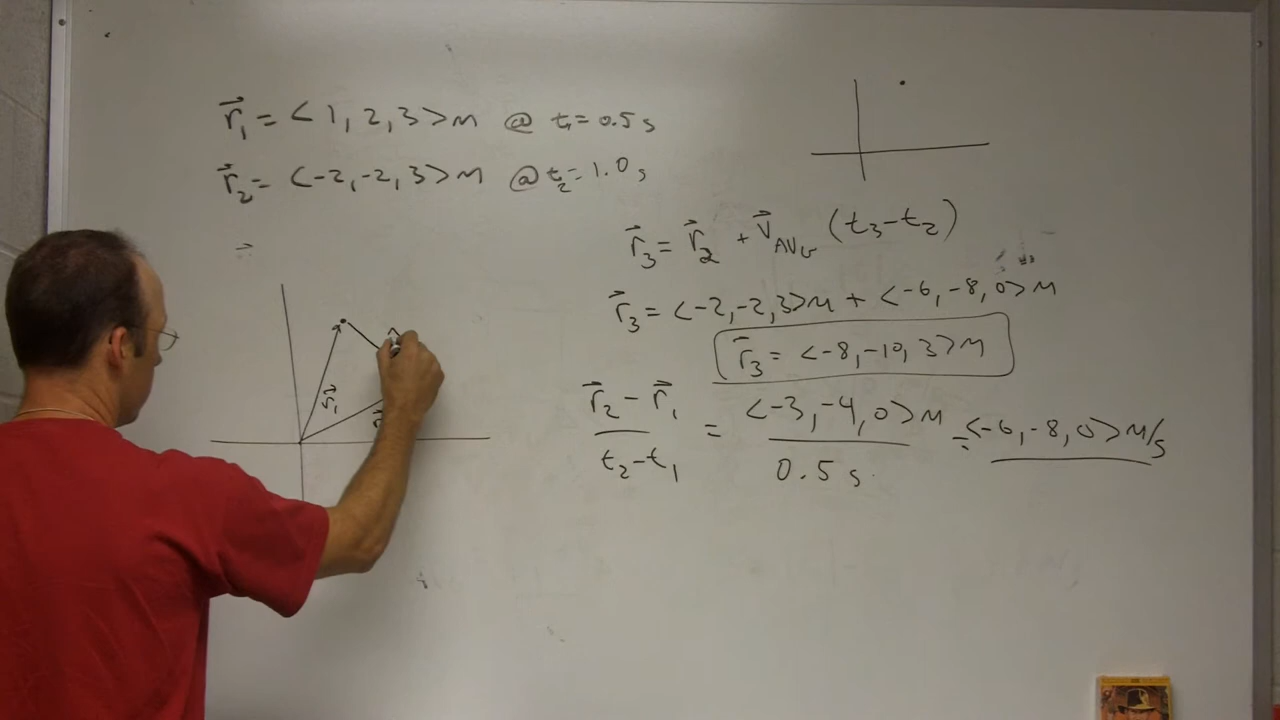 r⃗₁ = <1, 2, 3> m @ t₁ = 0.5 s
r⃗₂ = <-2, -2, 3> m @ t₂ = 1.0 s
r⃗₃ = r⃗₂ + v⃗AVG (t₃ - t₂)
r⃗₃ = <-2, -2, 3> m + <-6, -8, 0> m
r⃗₃ = <-8, -10, 3> m
(r⃗₂ - r⃗₁)/(t₂ - t₁) = <-3, -4, 0> m / 0.5 s = <-6, -8, 0> m/s
r⃗₁